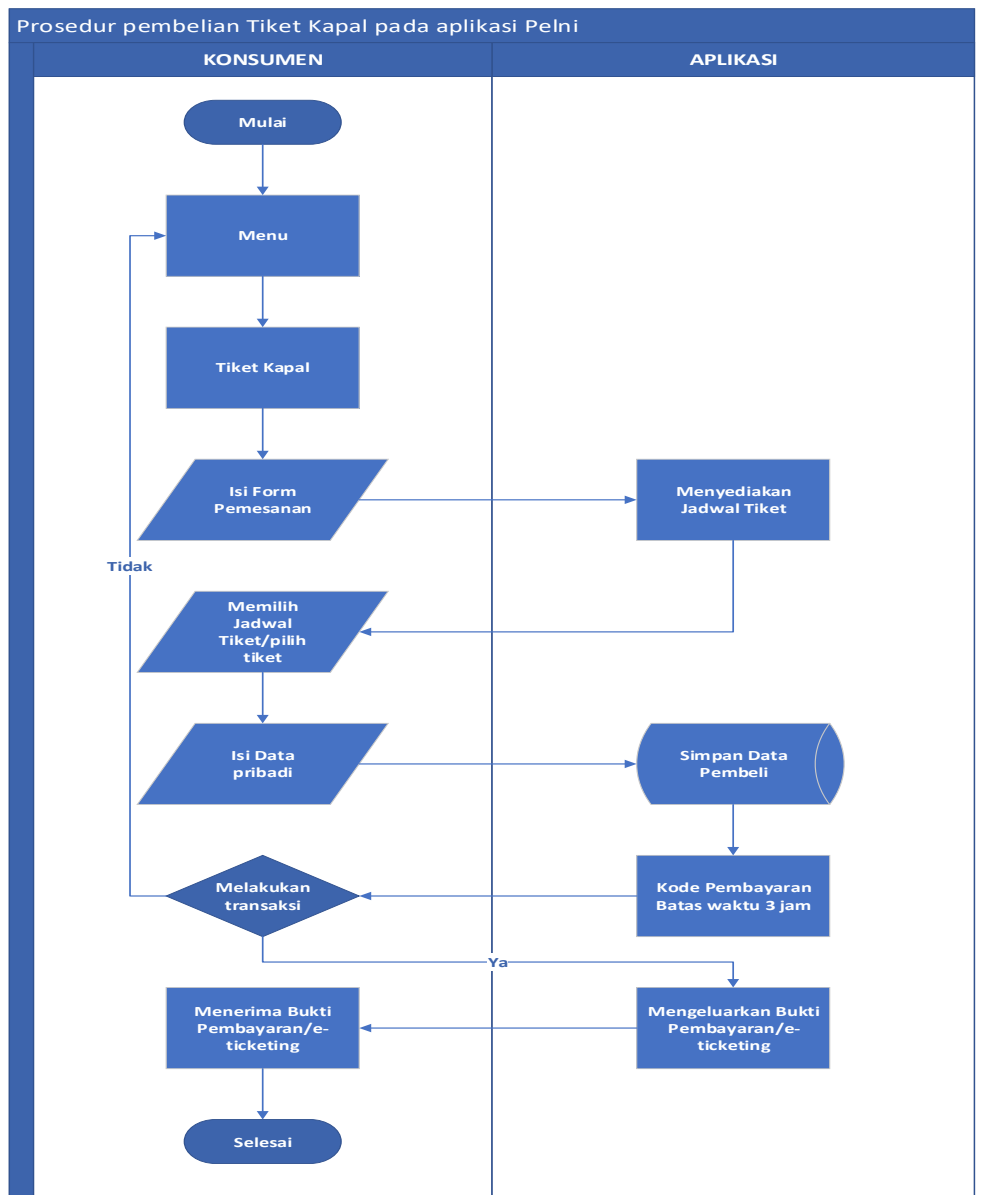 Prosedur pembelian Tiket Kapal pada aplikasi Pelni
KONSUMEN
APLIKASI
Mulai
Menu
Tiket Kapal
Isi Form
Pemesanan
Menyediakan
Jadwal Tiket
Tidak
Memilih
Jadwal
Tiket/pilih
tiket
Isi Data
pribadi
Simpan Data
Pembeli
Melakukan
transaksi
Kode Pembayaran
Batas waktu 3 jam
Ya
Menerima Bukti
Pembayaran/e-
ticketing
Mengeluarkan Bukti
Pembayaran/e-
ticketing
Selesai